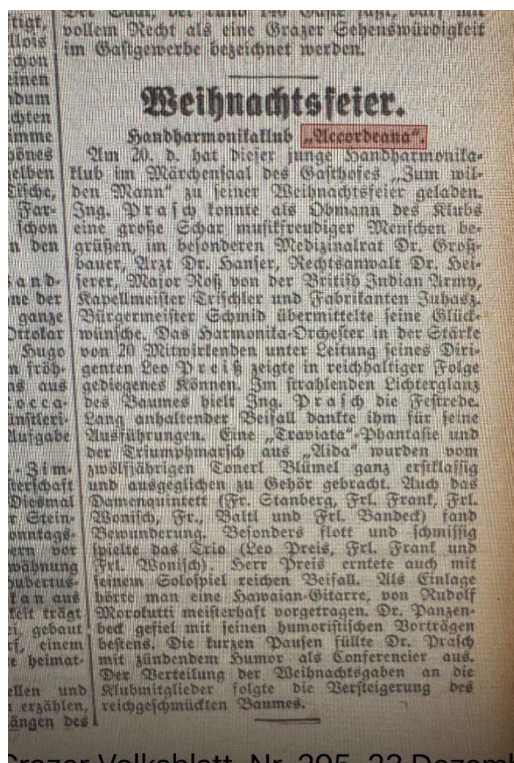 vollem Recht als eine Grazer Sehenswürdigkeit
im Gastgewerbe bezeichnet werden.
Weihnachtsfeier.
Handharmonikaklub „Accordeana“.
Am 20. d. hat dieser junge Handharmonika-
klub im Märchensaal des Gasthofes „Zum wil-
den Mann“ zu seiner Weihnachtsfeier geladen.
Ing. Prasch konnte als Obmann des Klubs
eine große Schar musikfreudiger Menschen be-
grüßen, im besonderen Medizinalrat Dr. Groß-
bauer, Arzt Dr. Hanser, Rechtsanwalt Dr. Hei-
serer, Major Roß von der British Indian Army,
Kapellmeister Trischler und Fabrikanten Juhasz.
Bürgermeister Schmid übermittelte seine Glück-
wünsche. Das Harmonika-Orchester in der Stärke
von 20 Mitwirkenden unter Leitung seines Diri-
genten Leo Preiß zeigte in reichhaltiger Folge
gediegenes Können. Im strahlenden Lichterglanz
des Baumes hielt Ing. Prasch die Festrede.
Lang anhaltender Beifall dankte ihm für seine
Ausführungen. Eine „Traviata“-Phantasie und
der Triumphmarsch aus „Aida“ wurden vom
zwölfjährigen Tonerl Blümel ganz erstklassig
und ausgeglichen zu Gehör gebracht. Auch das
Damenquintett (Fr. Stanberg, Frl. Frank, Frl.
Wonisch, Fr. Baltl und Frl. Bandeck) fand
Bewunderung. Besonders flott und schmissig
spielte das Trio (Leo Preis, Frl. Frank und
Frl. Wonisch). Herr Preis erntete auch mit
seinem Solospiel reichen Beifall. Als Einlage
hörte man eine Hawaian-Gitarre, von Rudolf
Morokutti meisterhaft vorgetragen. Dr. Panzen-
beck gefiel mit seinen humoristischen Vorträgen
bestens. Die kurzen Pausen füllte Dr. Prasch
mit zündendem Humor als Conferencier aus.
Der Verteilung der Weihnachtsgaben an die
Klubmitglieder folgte die Versteigerung des
reichgeschmückten Baumes.